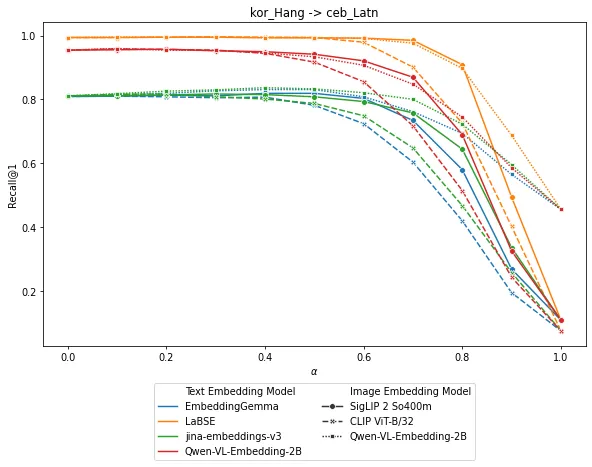 kor_Hang -> ceb_Latn
Recall@1
1.0
0.8
0.6
0.4
0.2
0.0 0.2 0.4 0.6 0.8 1.0
α
Text Embedding Model Image Embedding Model
EmbeddingGemma SigLIP 2 So400m
LaBSE CLIP ViT-B/32
jina-embeddings-v3 Qwen-VL-Embedding-2B
Qwen-VL-Embedding-2B